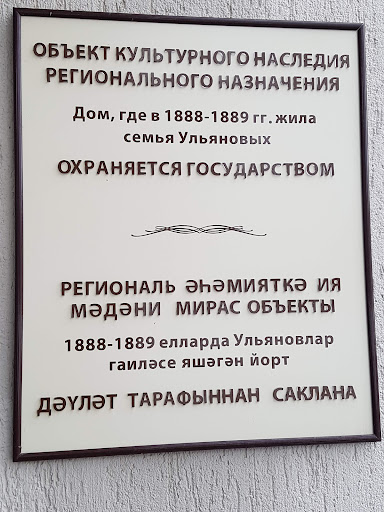 ОБЪЕКТ КУЛЬТУРНОГО НАСЛЕДИЯ
РЕГИОНАЛЬНОГО НАЗНАЧЕНИЯ
Дом, где в 1888-1889 гг. жила
семья Ульяновых
ОХРАНЯЕТСЯ ГОСУДАРСТВОМ
РЕГИОНАЛЬ ӘҺӘМИЯТКӘ ИЯ
МӘДӘНИ МИРАС ОБЪЕКТЫ
1888-1889 елларда Ульяновлар
гаиләсе яшәгән йорт
ДӘҮЛӘТ ТАРАФЫННАН САКЛАНА